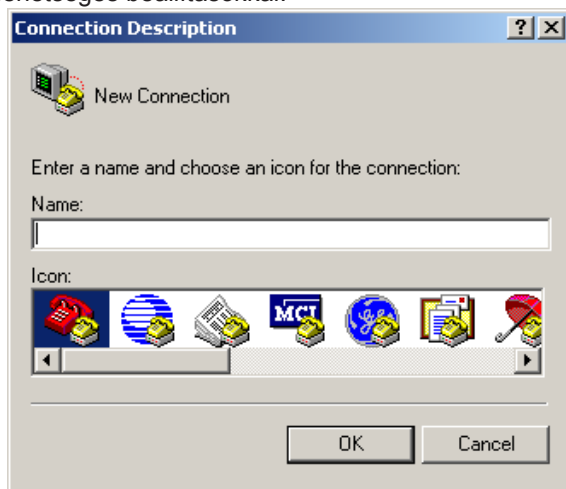 Connection Description
New Connection
Enter a name and choose an icon for the connection:
Name:
Icon:
MCI
OK Cancel